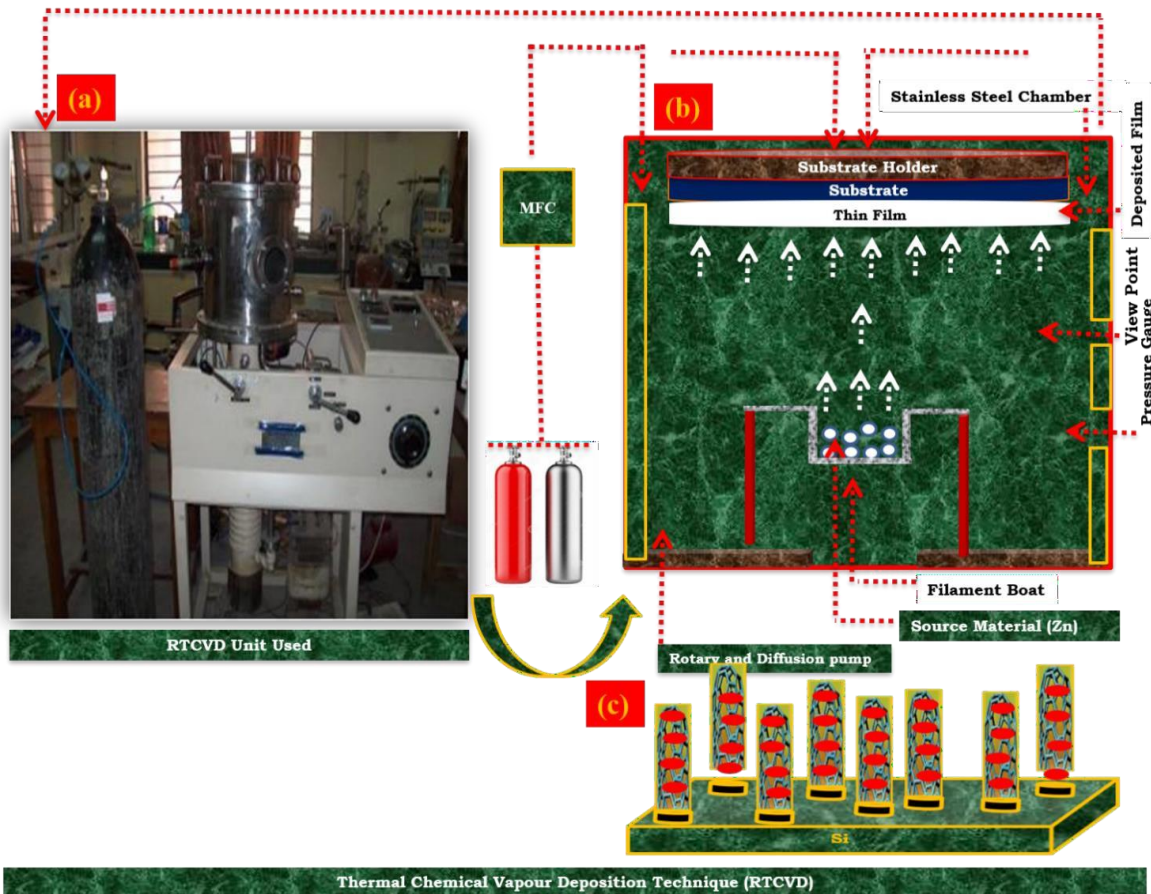 (a)
(b)
Stainless Steel Chamber
Deposited Film
Substrate Holder
Substrate
MFC
Thin Film
View Point
Pressure Gauge
Filament Boat
Source Material (Zn)
RTCVD Unit Used
Rotary and Diffusion pump
(c)
Si
Thermal Chemical Vapour Deposition Technique (RTCVD)